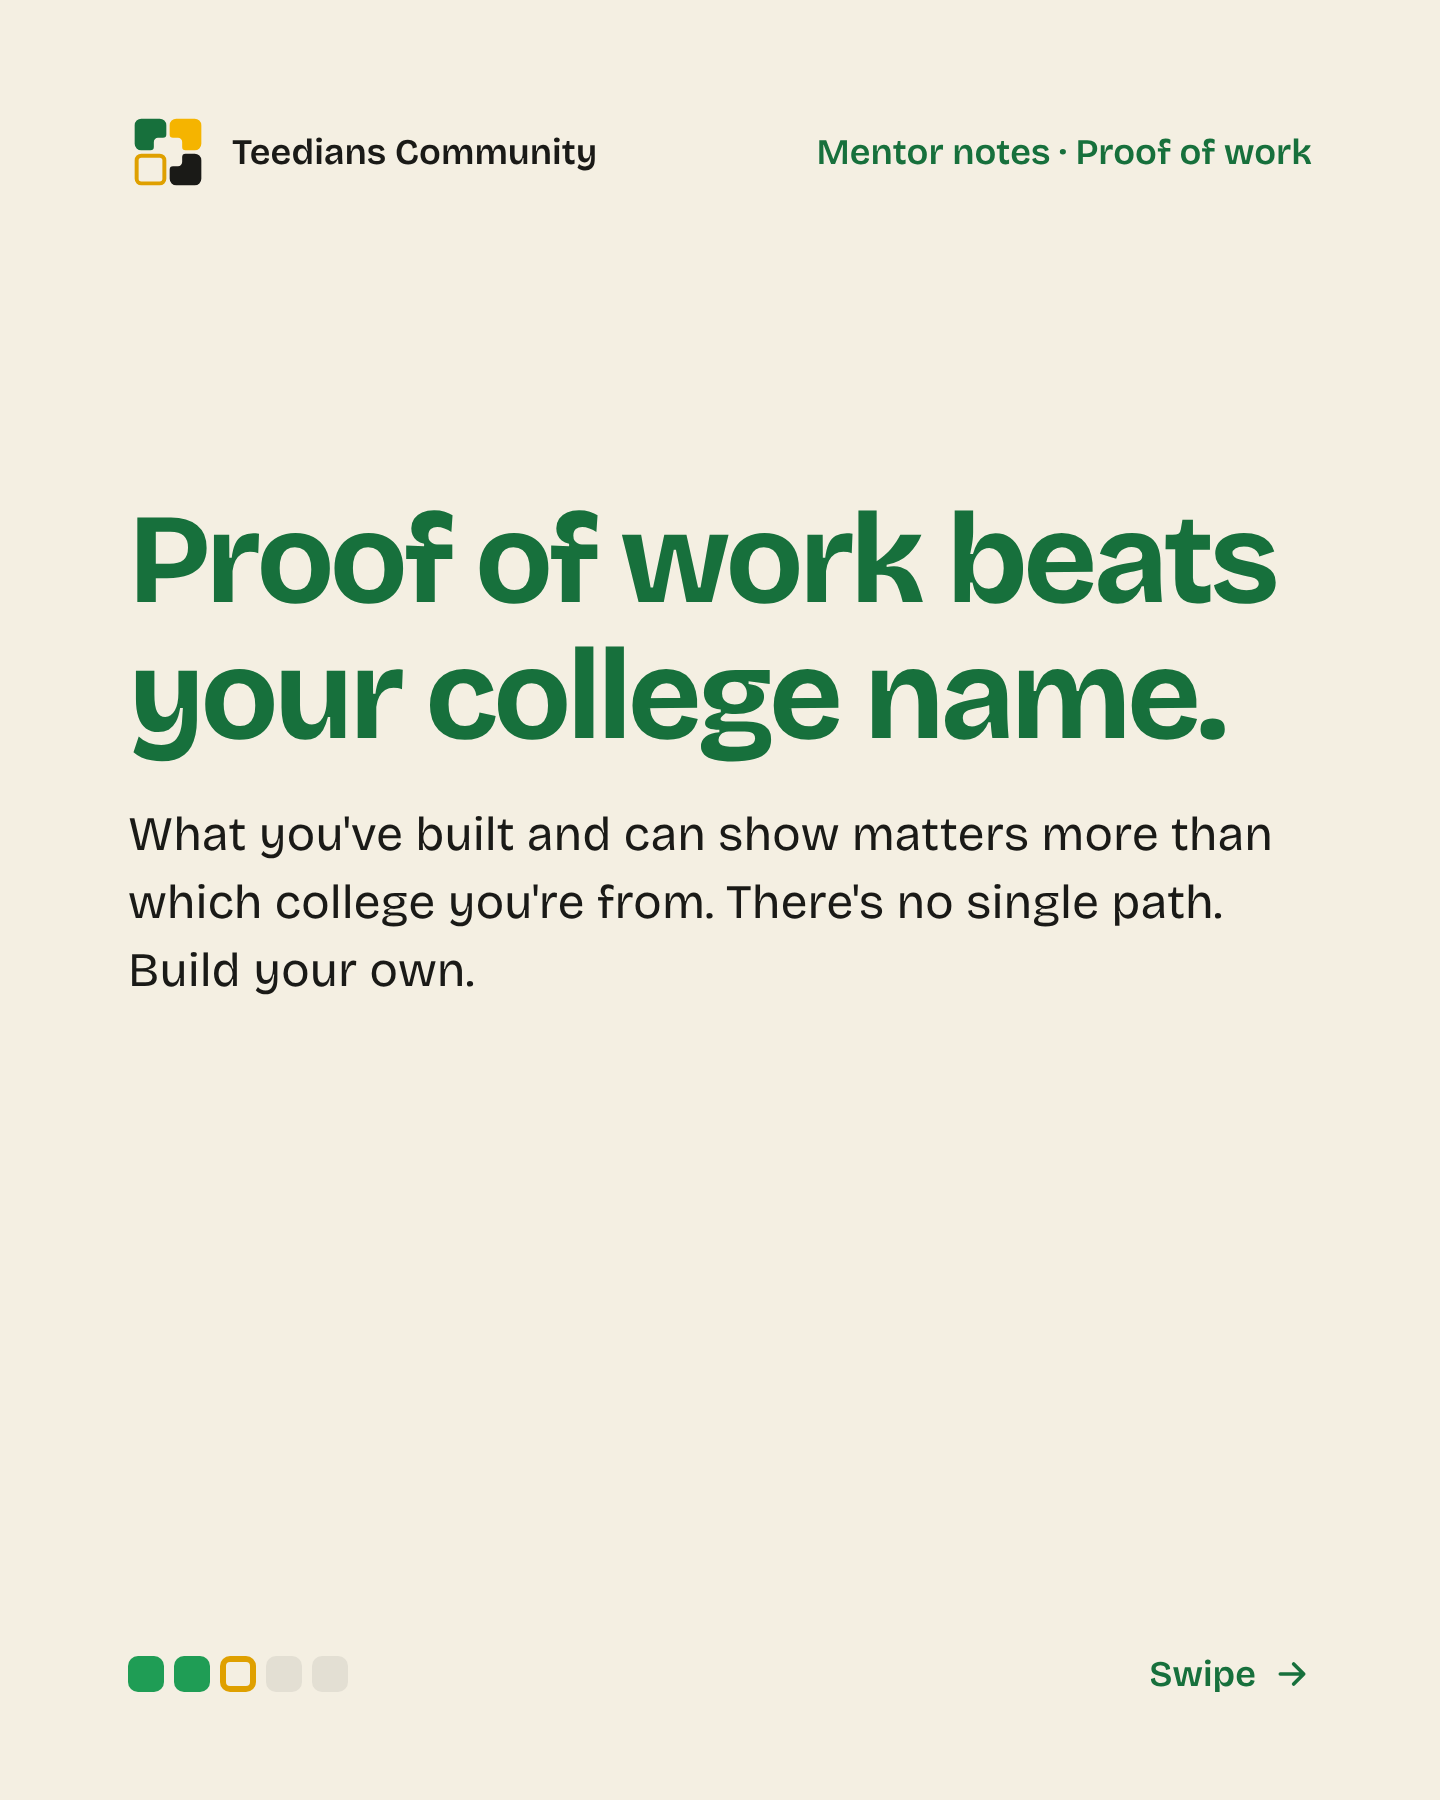 Teedians Community
Mentor notes · Proof of work
Proof of work beats
your college name.
What you've built and can show matters more than
which college you're from. There's no single path.
Build your own.
Swipe →